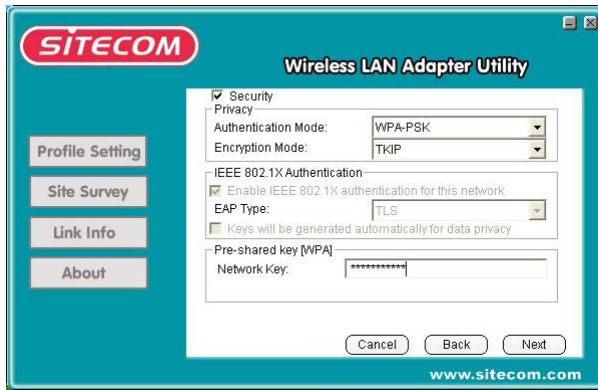 SITECOM
Wireless LAN Adapter Utility
Security
Privacy
Authentication Mode: WPA-PSK
Encryption Mode: TKIP
IEEE 802.1X Authentication
Enable IEEE 802.1X authentication for this network
EAP Type: TLS
Keys will be generated automatically for data privacy
Pre-shared key [WPA]
Network Key: ***********
Profile Setting
Site Survey
Link Info
About
Cancel Back Next
www.sitecom.com